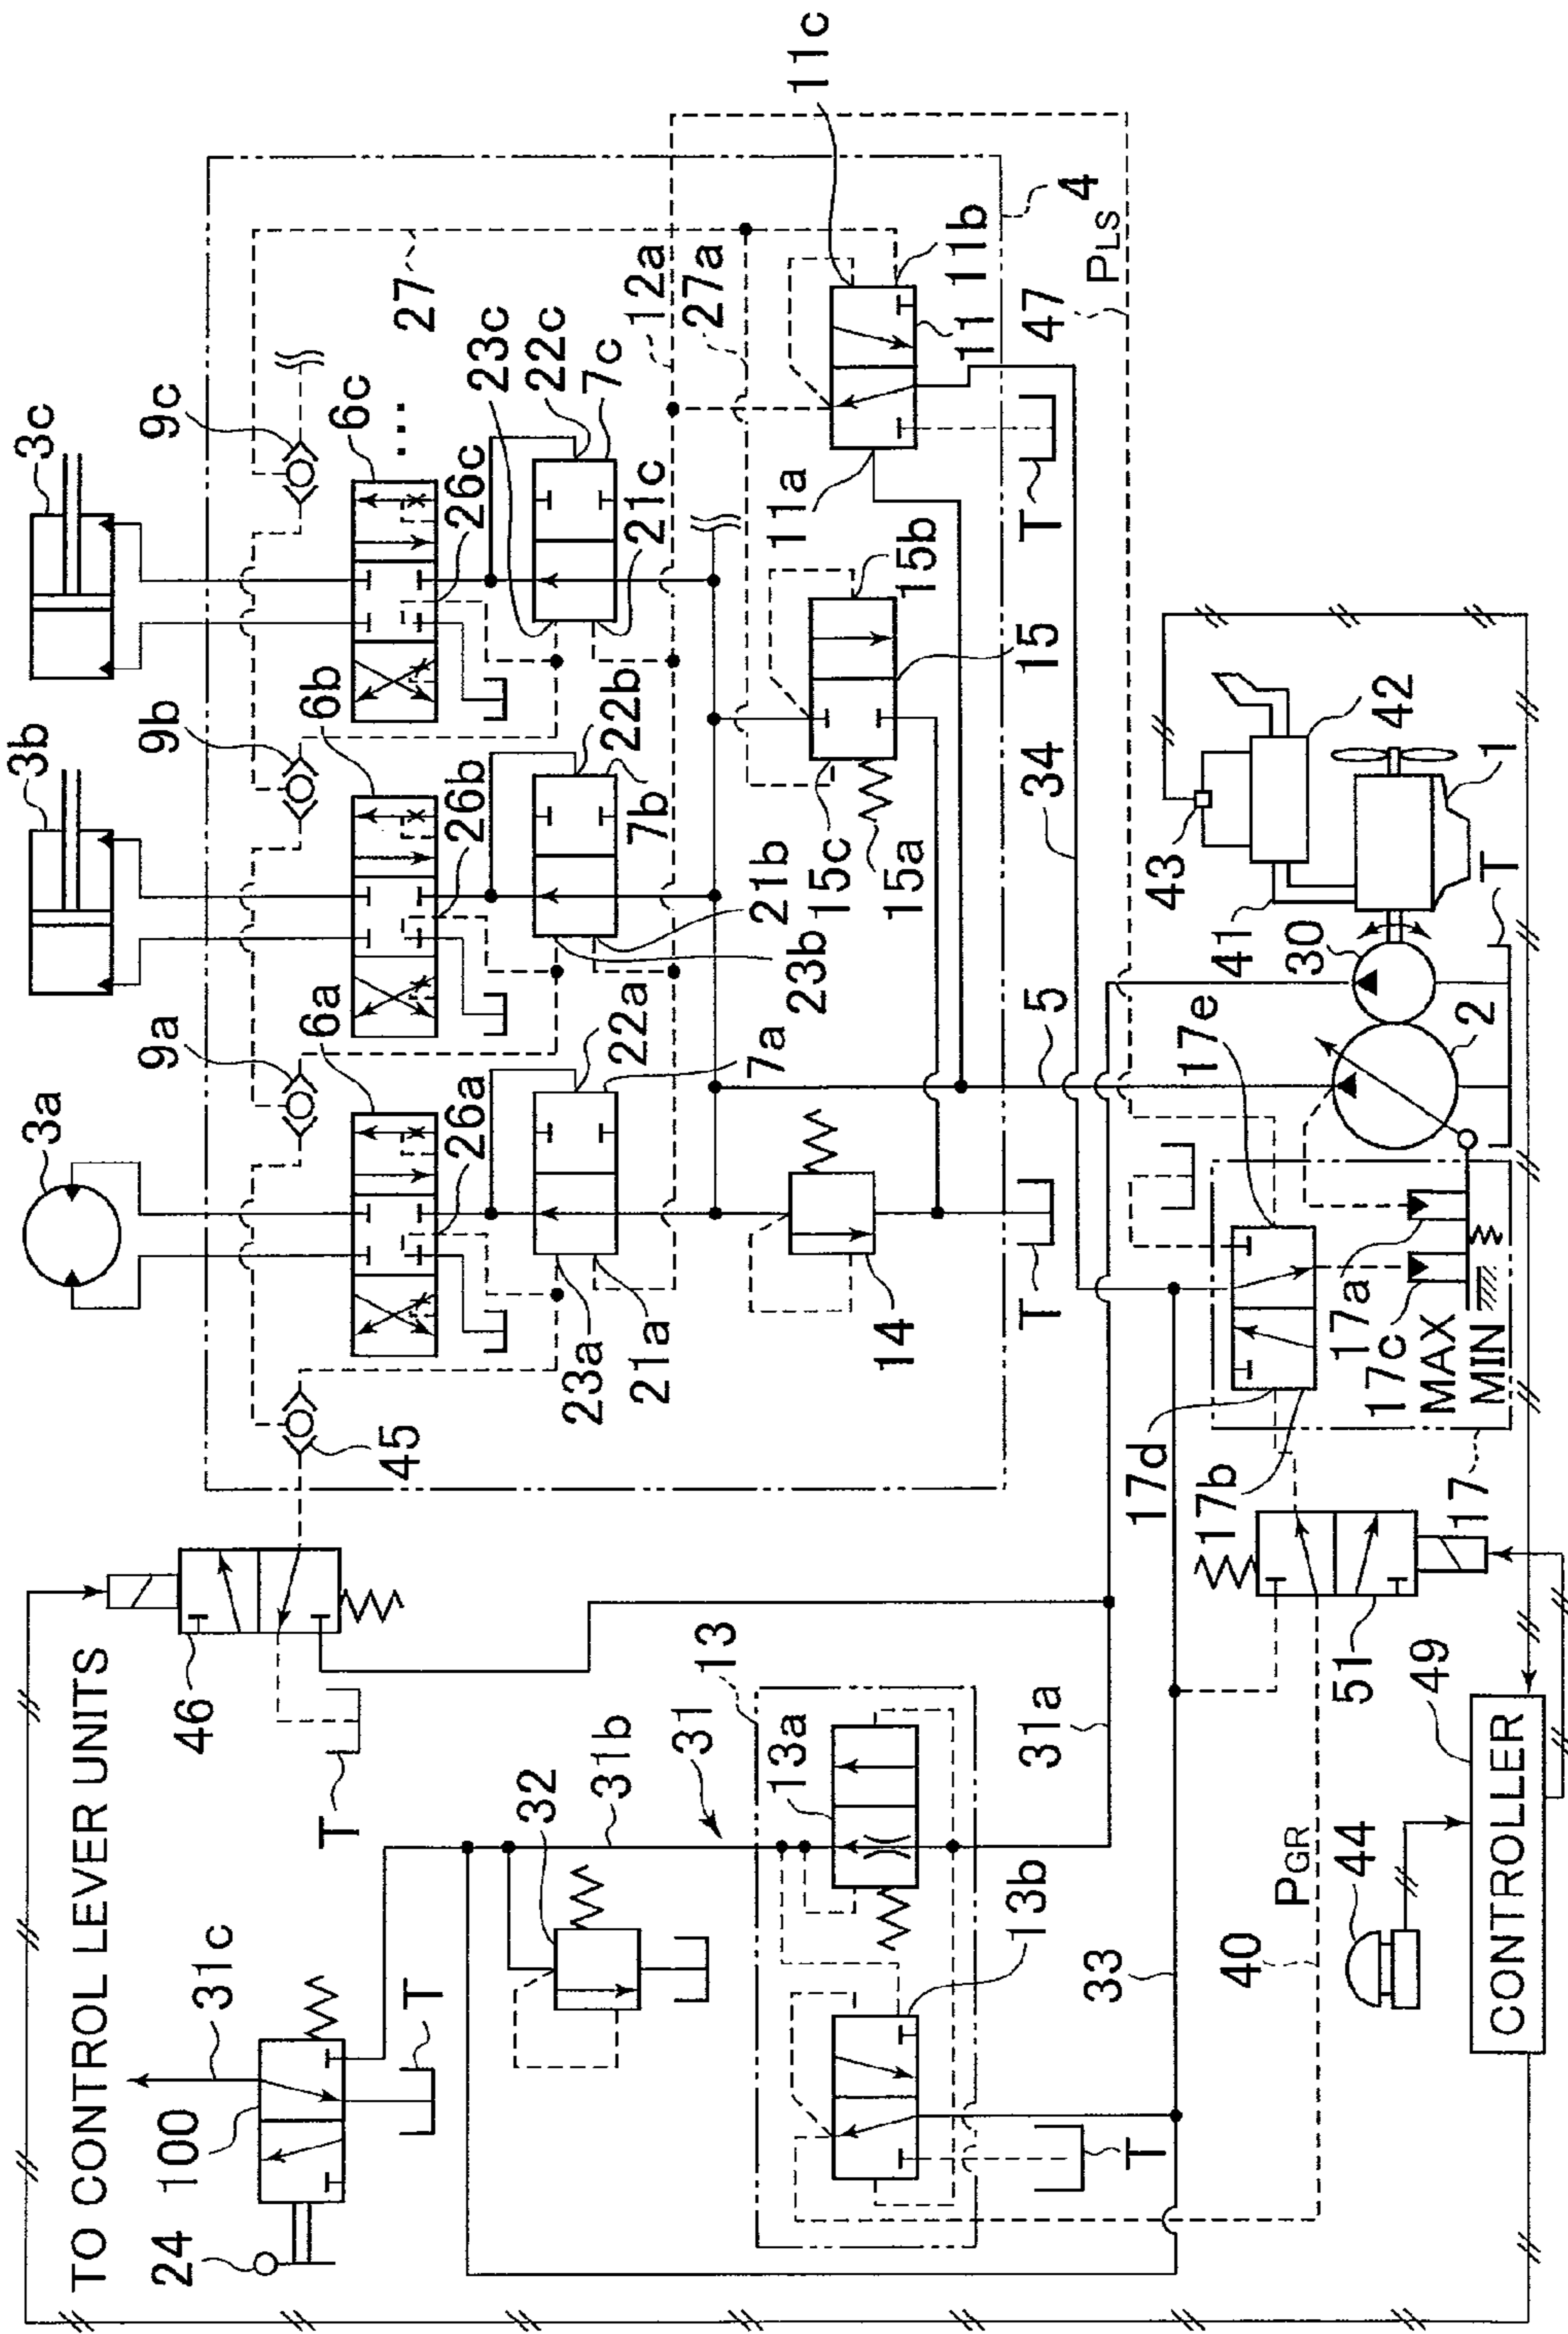 3a
3b
3c
9a
9b
9c
6a
6b
6c
...
27
26a
26b
26c
23c
22c
7c
21c
12a
27a
22a
7a
22b
7b
21b
23b
23a
21a
11c
4
11b
11
11a
47
PLS
T
15b
15
15c
15a
14
T
34
5
45
46
T
TO CONTROL LEVER UNITS
31c
100
24
T
32
31b
31
13
13a
13b
31a
T
33
40
PGR
44
49
CONTROLLER
51
17d
17b
17
17e
17a
17c
MAX
MIN
41
30
43
42
1
T
2